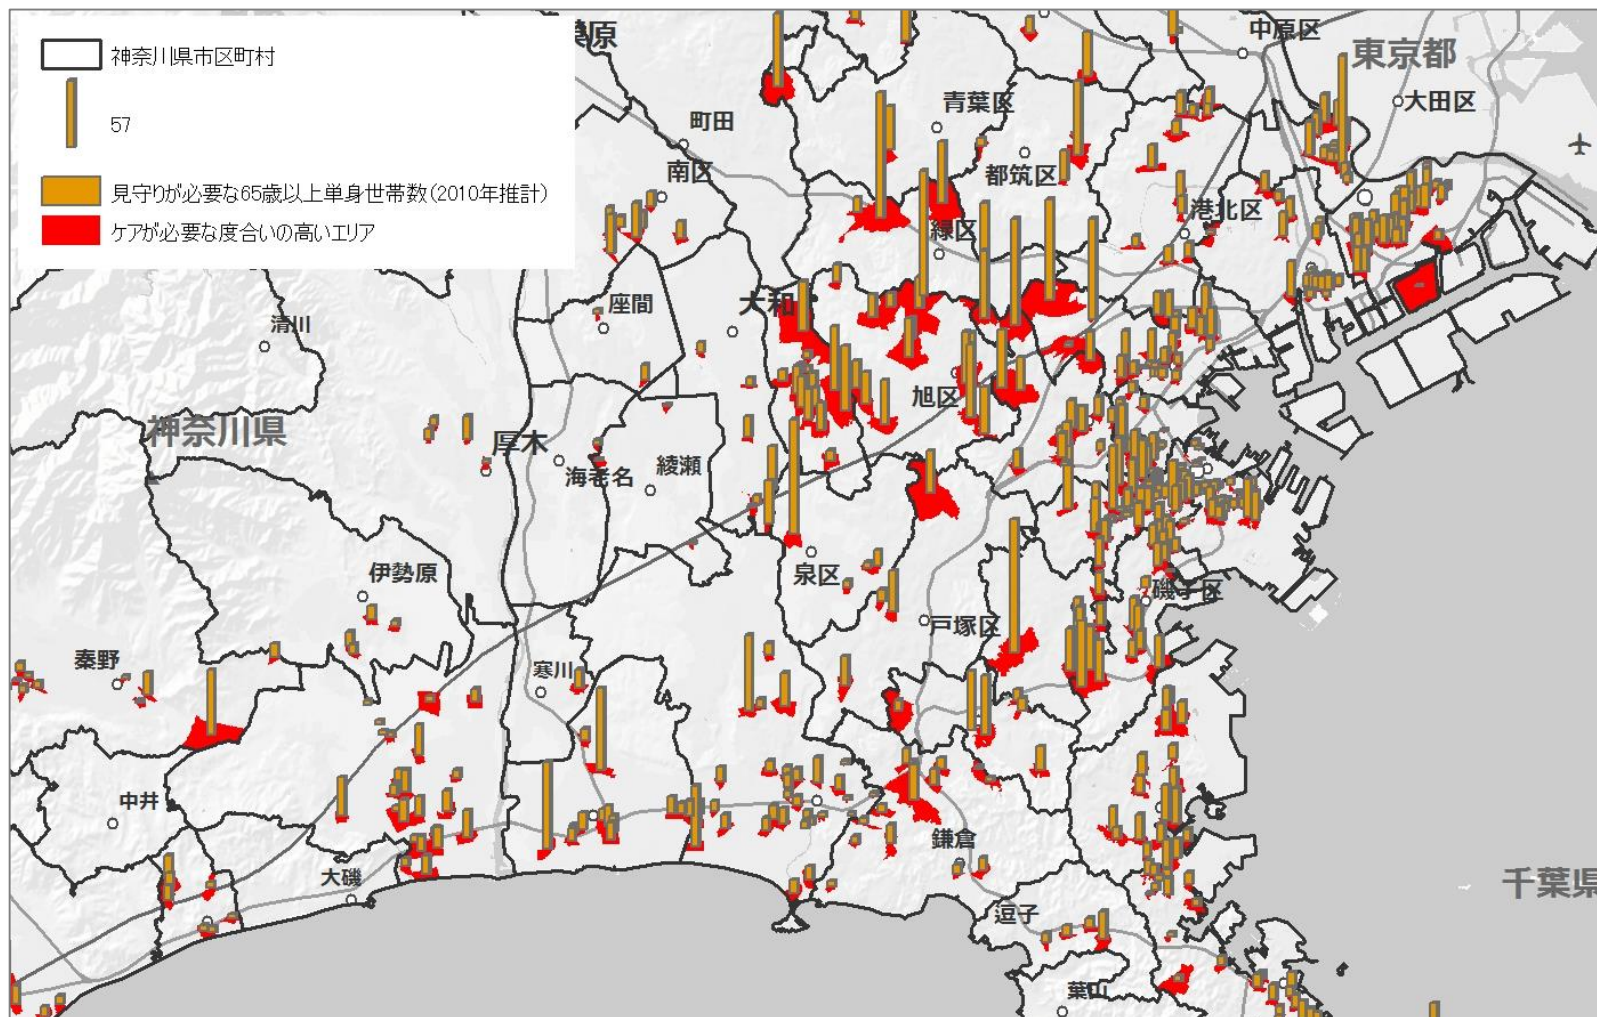 神奈川県市区町村
57
見守りが必要な65歳以上単身世帯数(2010年推計)
ケアが必要な度合いの高いエリア
原
中原区
東京都
大田区
青葉区
町田
都筑区
南区
港北区
緑区
座間
大和
清川
旭区
神奈川県
厚木
海老名
綾瀬
泉区
伊勢原
磯子区
戸塚区
秦野
寒川
中井
鎌倉
大磯
千葉県
逗子
葉山